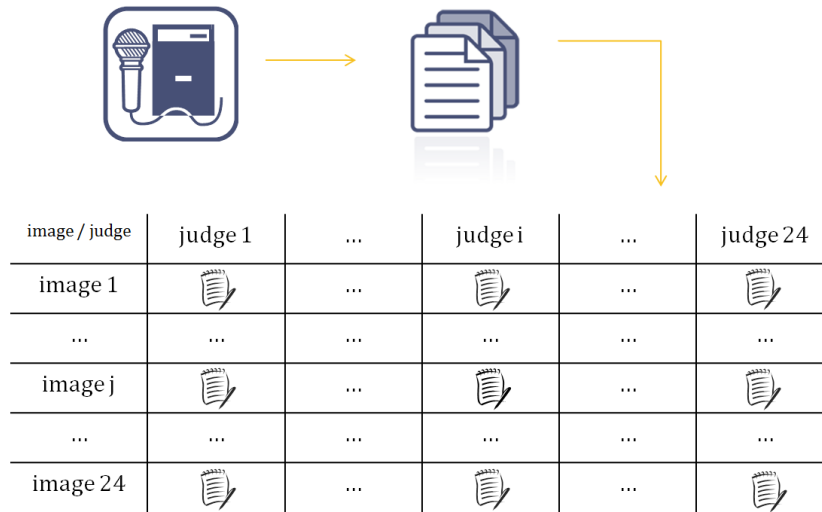 image / judge judge 1 ... judge i ... judge 24
image 1 ... ...
... ... ... ... ... ...
image j ... ...
... ... ... ... ... ...
image 24 ... ...